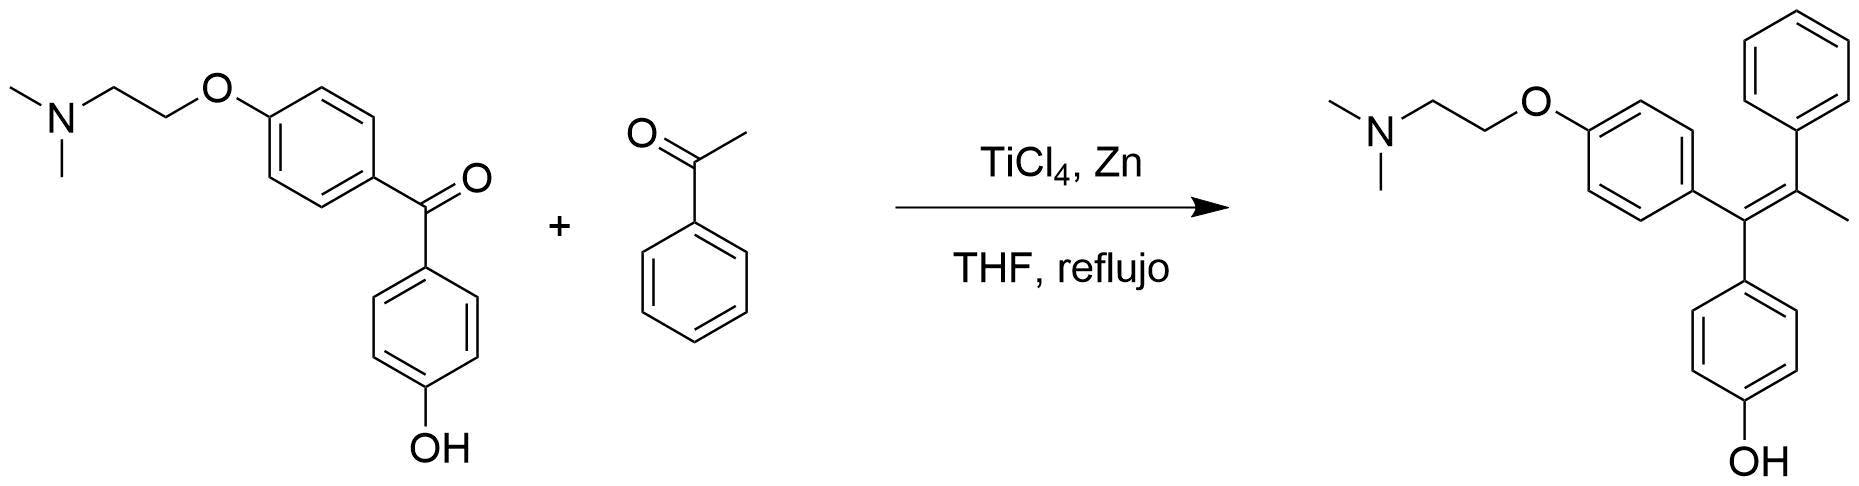 N
O
O
OH
+
O
TiCl₄, Zn
THF, reflujo
N
O
OH